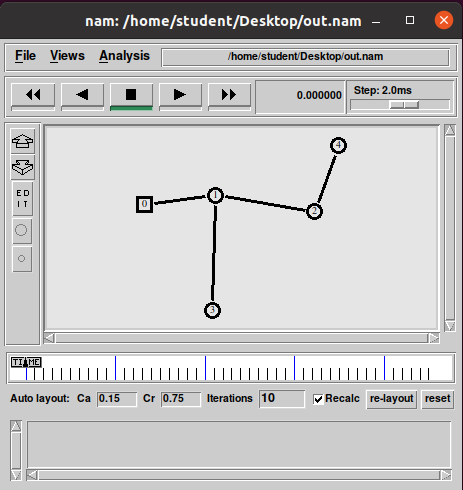 nam: /home/student/Desktop/out.nam
File Views Analysis /home/student/Desktop/out.nam
0.000000 Step: 2.0ms
4
ED
IT
0 1 2
3
TIME
Auto layout: Ca 0.15 Cr 0.75 Iterations 10 Recalc re-layout reset